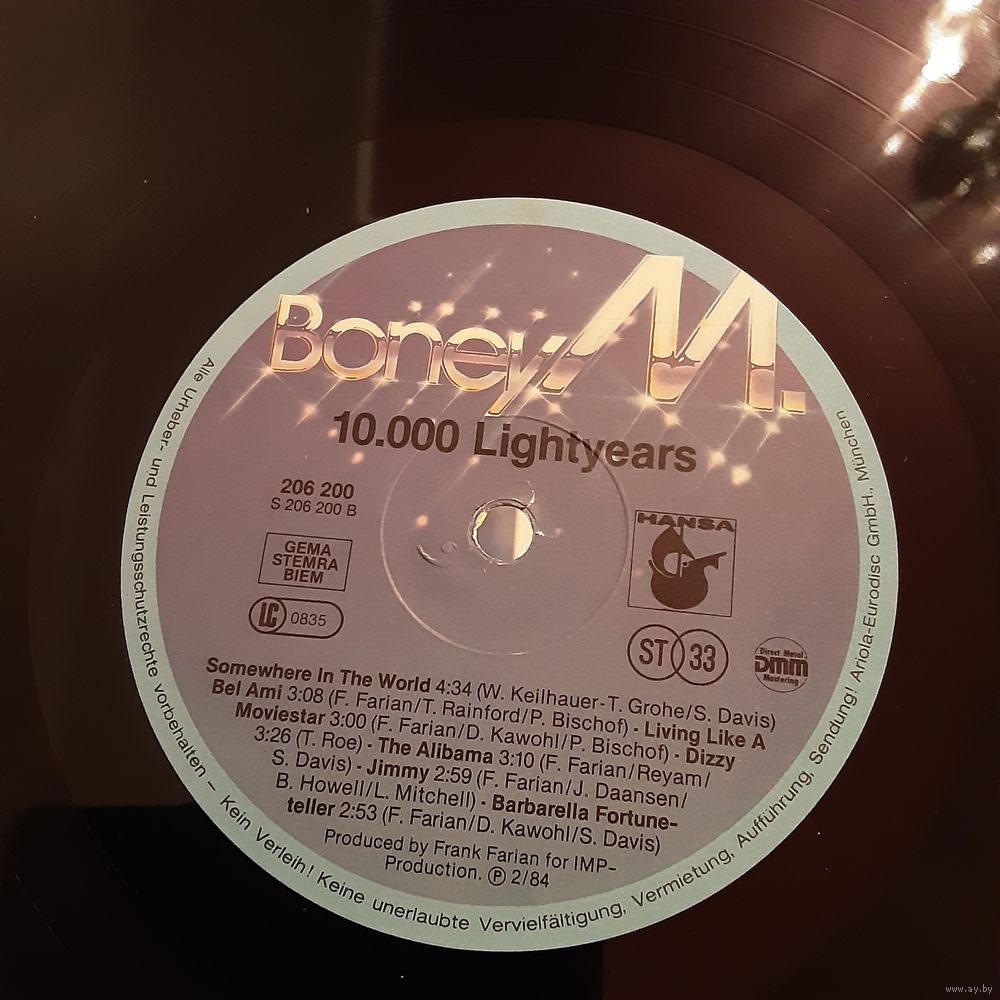 Boney M.
10.000 Lightyears
206 200
S 206 200 B
GEMA
STEMRA
BIEM
LC 0835
HANSA
ST 33
Direct Metal
DMM
Mastering
Somewhere In The World 4:34 (W. Keilhauer-T. Grohe/S. Davis)
Bel Ami 3:08 (F. Farian/T. Rainford/P. Bischof) · Living Like A
Moviestar 3:00 (F. Farian/D. Kawohl/P. Bischof) · Dizzy
3:26 (T. Roe) · The Alibama 3:10 (F. Farian/Reyam/
S. Davis) · Jimmy 2:59 (F. Farian/J. Daansen/
B. Howell/L. Mitchell) · Barbarella Fortune-
teller 2:53 (F. Farian/D. Kawohl/S. Davis)
Produced by Frank Farian for IMP-
Production. ℗ 2/84
Alle Urheber- und Leistungsschutzrechte vorbehalten – Kein Verleih! Keine unerlaubte Vervielfältigung, Vermietung, Aufführung, Sendung! Ariola-Eurodisc GmbH., München
www.ay.by